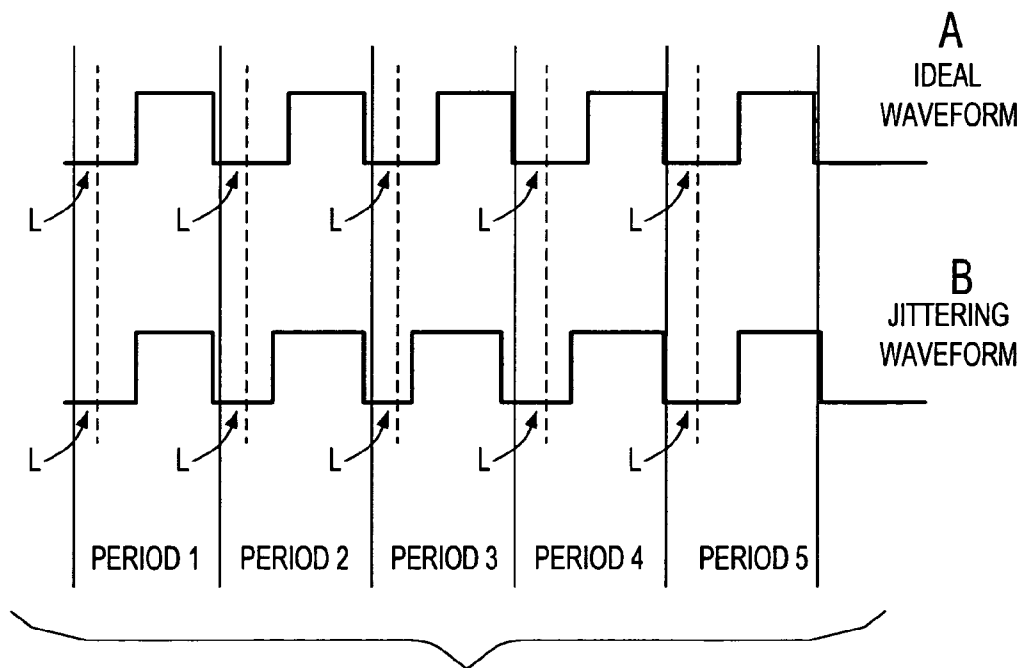 A
IDEAL
WAVEFORM
L L L L L
B
JITTERING
WAVEFORM
L L L L L
PERIOD 1 PERIOD 2 PERIOD 3 PERIOD 4 PERIOD 5